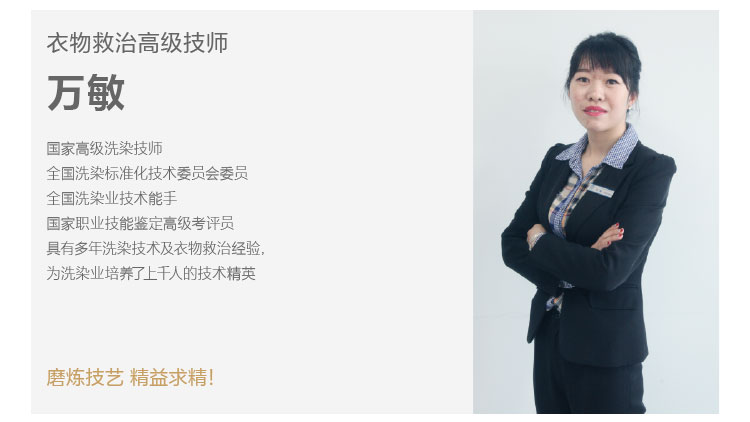 衣物救治高级技师
万敏
国家高级洗染技师
全国洗染标准化技术委员会委员
全国洗染业技术能手
国家职业技能鉴定高级考评员
具有多年洗染技术及衣物救治经验，
为洗染业培养了上千人的技术精英
磨炼技艺 精益求精！